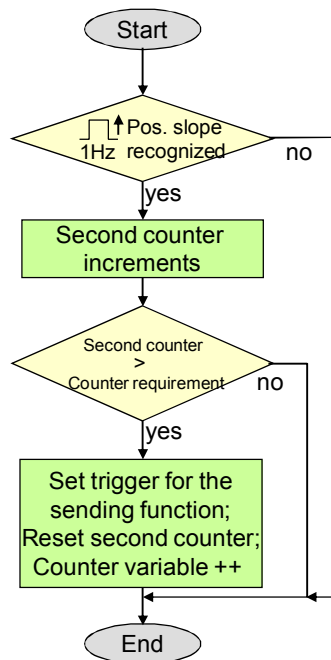 Start
Pos. slope
1Hz recognized
no
yes
Second counter
increments
Second counter
>
Counter requirement
no
yes
Set trigger for the
sending function;
Reset second counter;
Counter variable ++
End